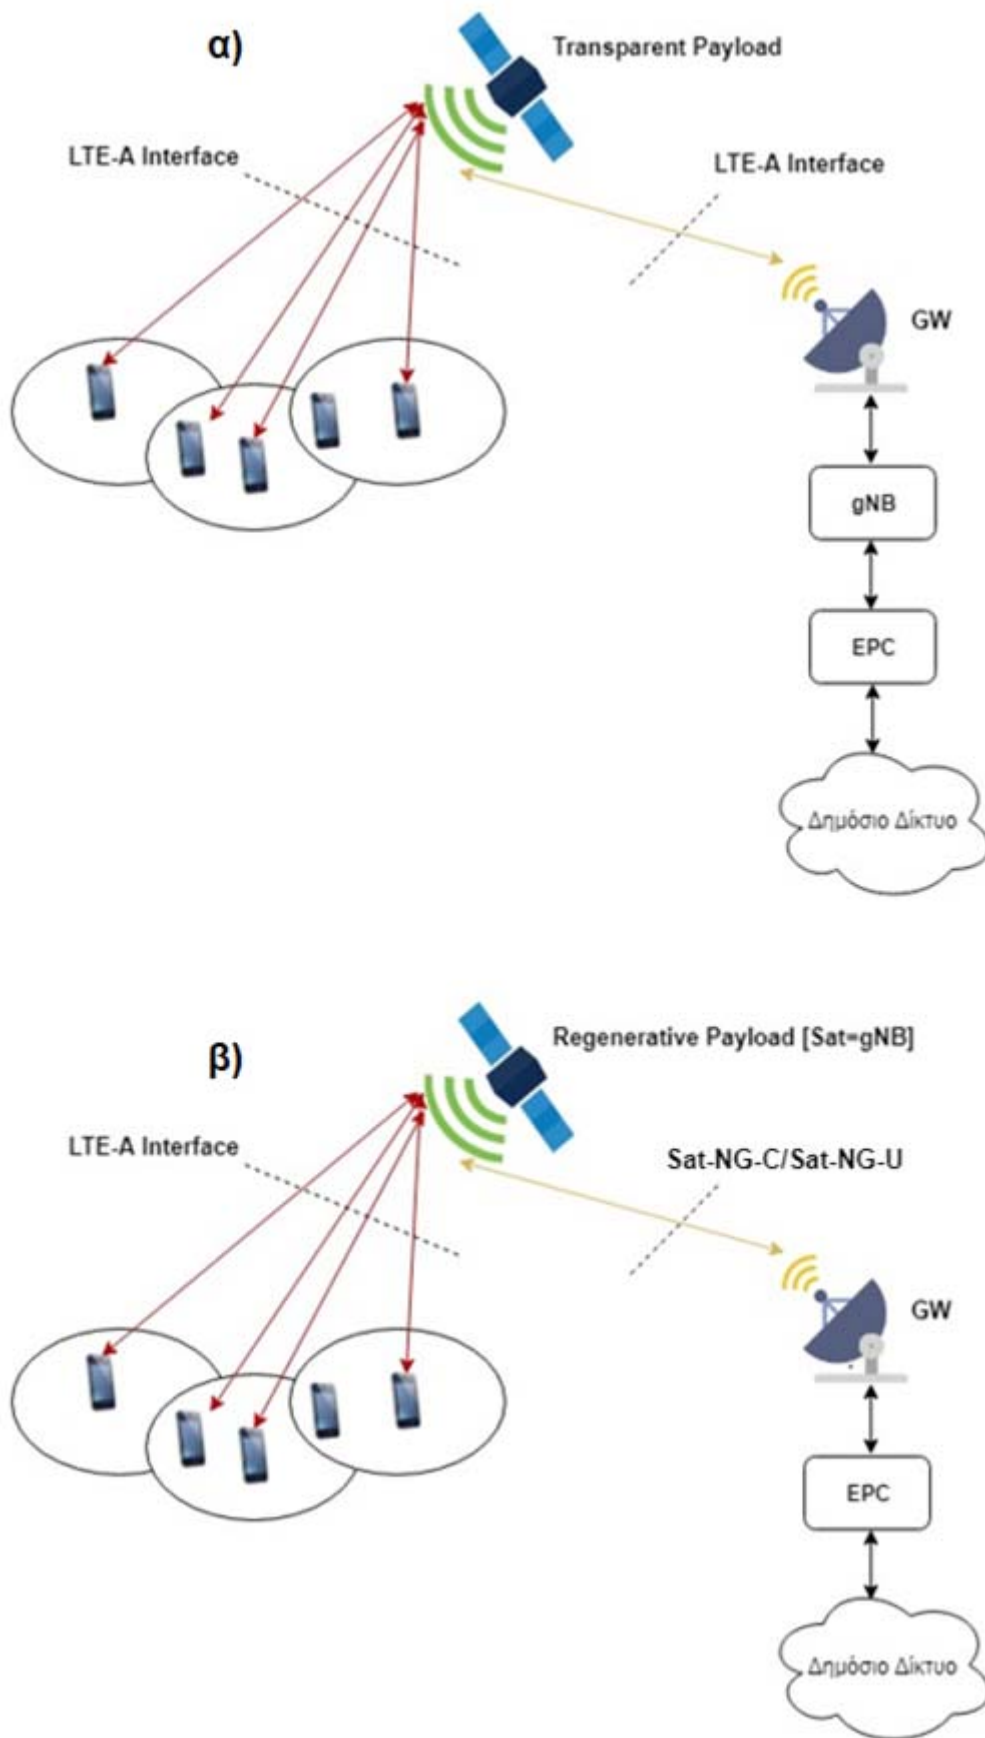 α)
Transparent Payload
LTE-A Interface
LTE-A Interface
GW
gNB
EPC
Δημόσιο Δίκτυο
β)
Regenerative Payload [Sat=gNB]
LTE-A Interface
Sat-NG-C/Sat-NG-U
GW
EPC
Δημόσιο Δίκτυο